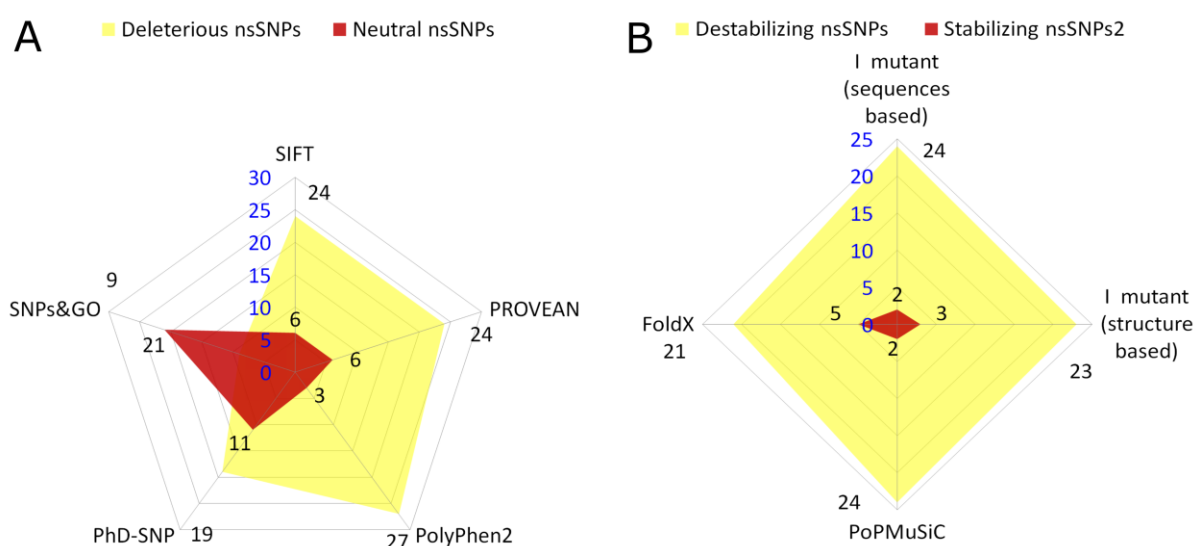 A
Deleterious nsSNPs
Neutral nsSNPs
SIFT
30
24
25
20
15
10
5
0
6
PROVEAN
24
6
3
PolyPhen2
27
PhD-SNP
19
11
SNPs&GO
9
21
B
Destabilizing nsSNPs
Stabilizing nsSNPs2
I mutant
(sequences
based)
25
24
20
15
10
5
0
2
I mutant
(structure
based)
23
3
2
PoPMuSiC
24
FoldX
21
5